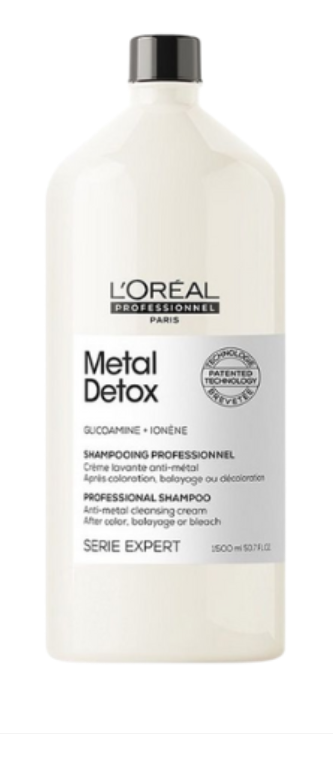 L'ORÉAL
PROFESSIONNEL
PARIS
Metal
Detox
TECHNOLOGIE
PATENTED
TECHNOLOGY
BREVETÉE
GLICOAMINE + IONÈNE
SHAMPOOING PROFESSIONNEL
Crème lavante anti-métal
Après coloration, balayage ou décoloration
PROFESSIONAL SHAMPOO
Anti-metal cleansing cream
After color, balayage or bleach
SERIE EXPERT
1500 ml 50.7 FL.OZ